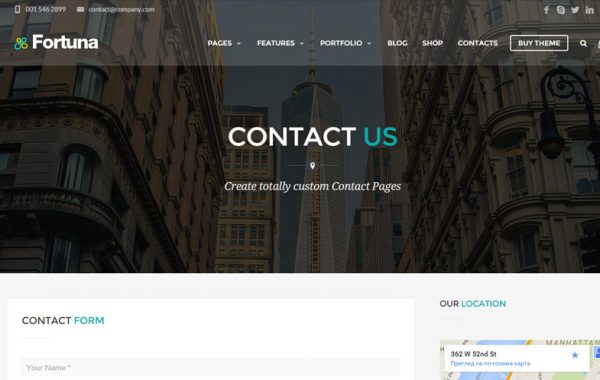 001.546.2899 contact@company.com
Fortuna PAGES FEATURES PORTFOLIO BLOG SHOP CONTACTS BUY THEME
CONTACT US
Create totally custom Contact Pages
CONTACT FORM
Your Name *
OUR LOCATION
MANHATTAN
362 W 52nd St
Преглед на по-голяма карта